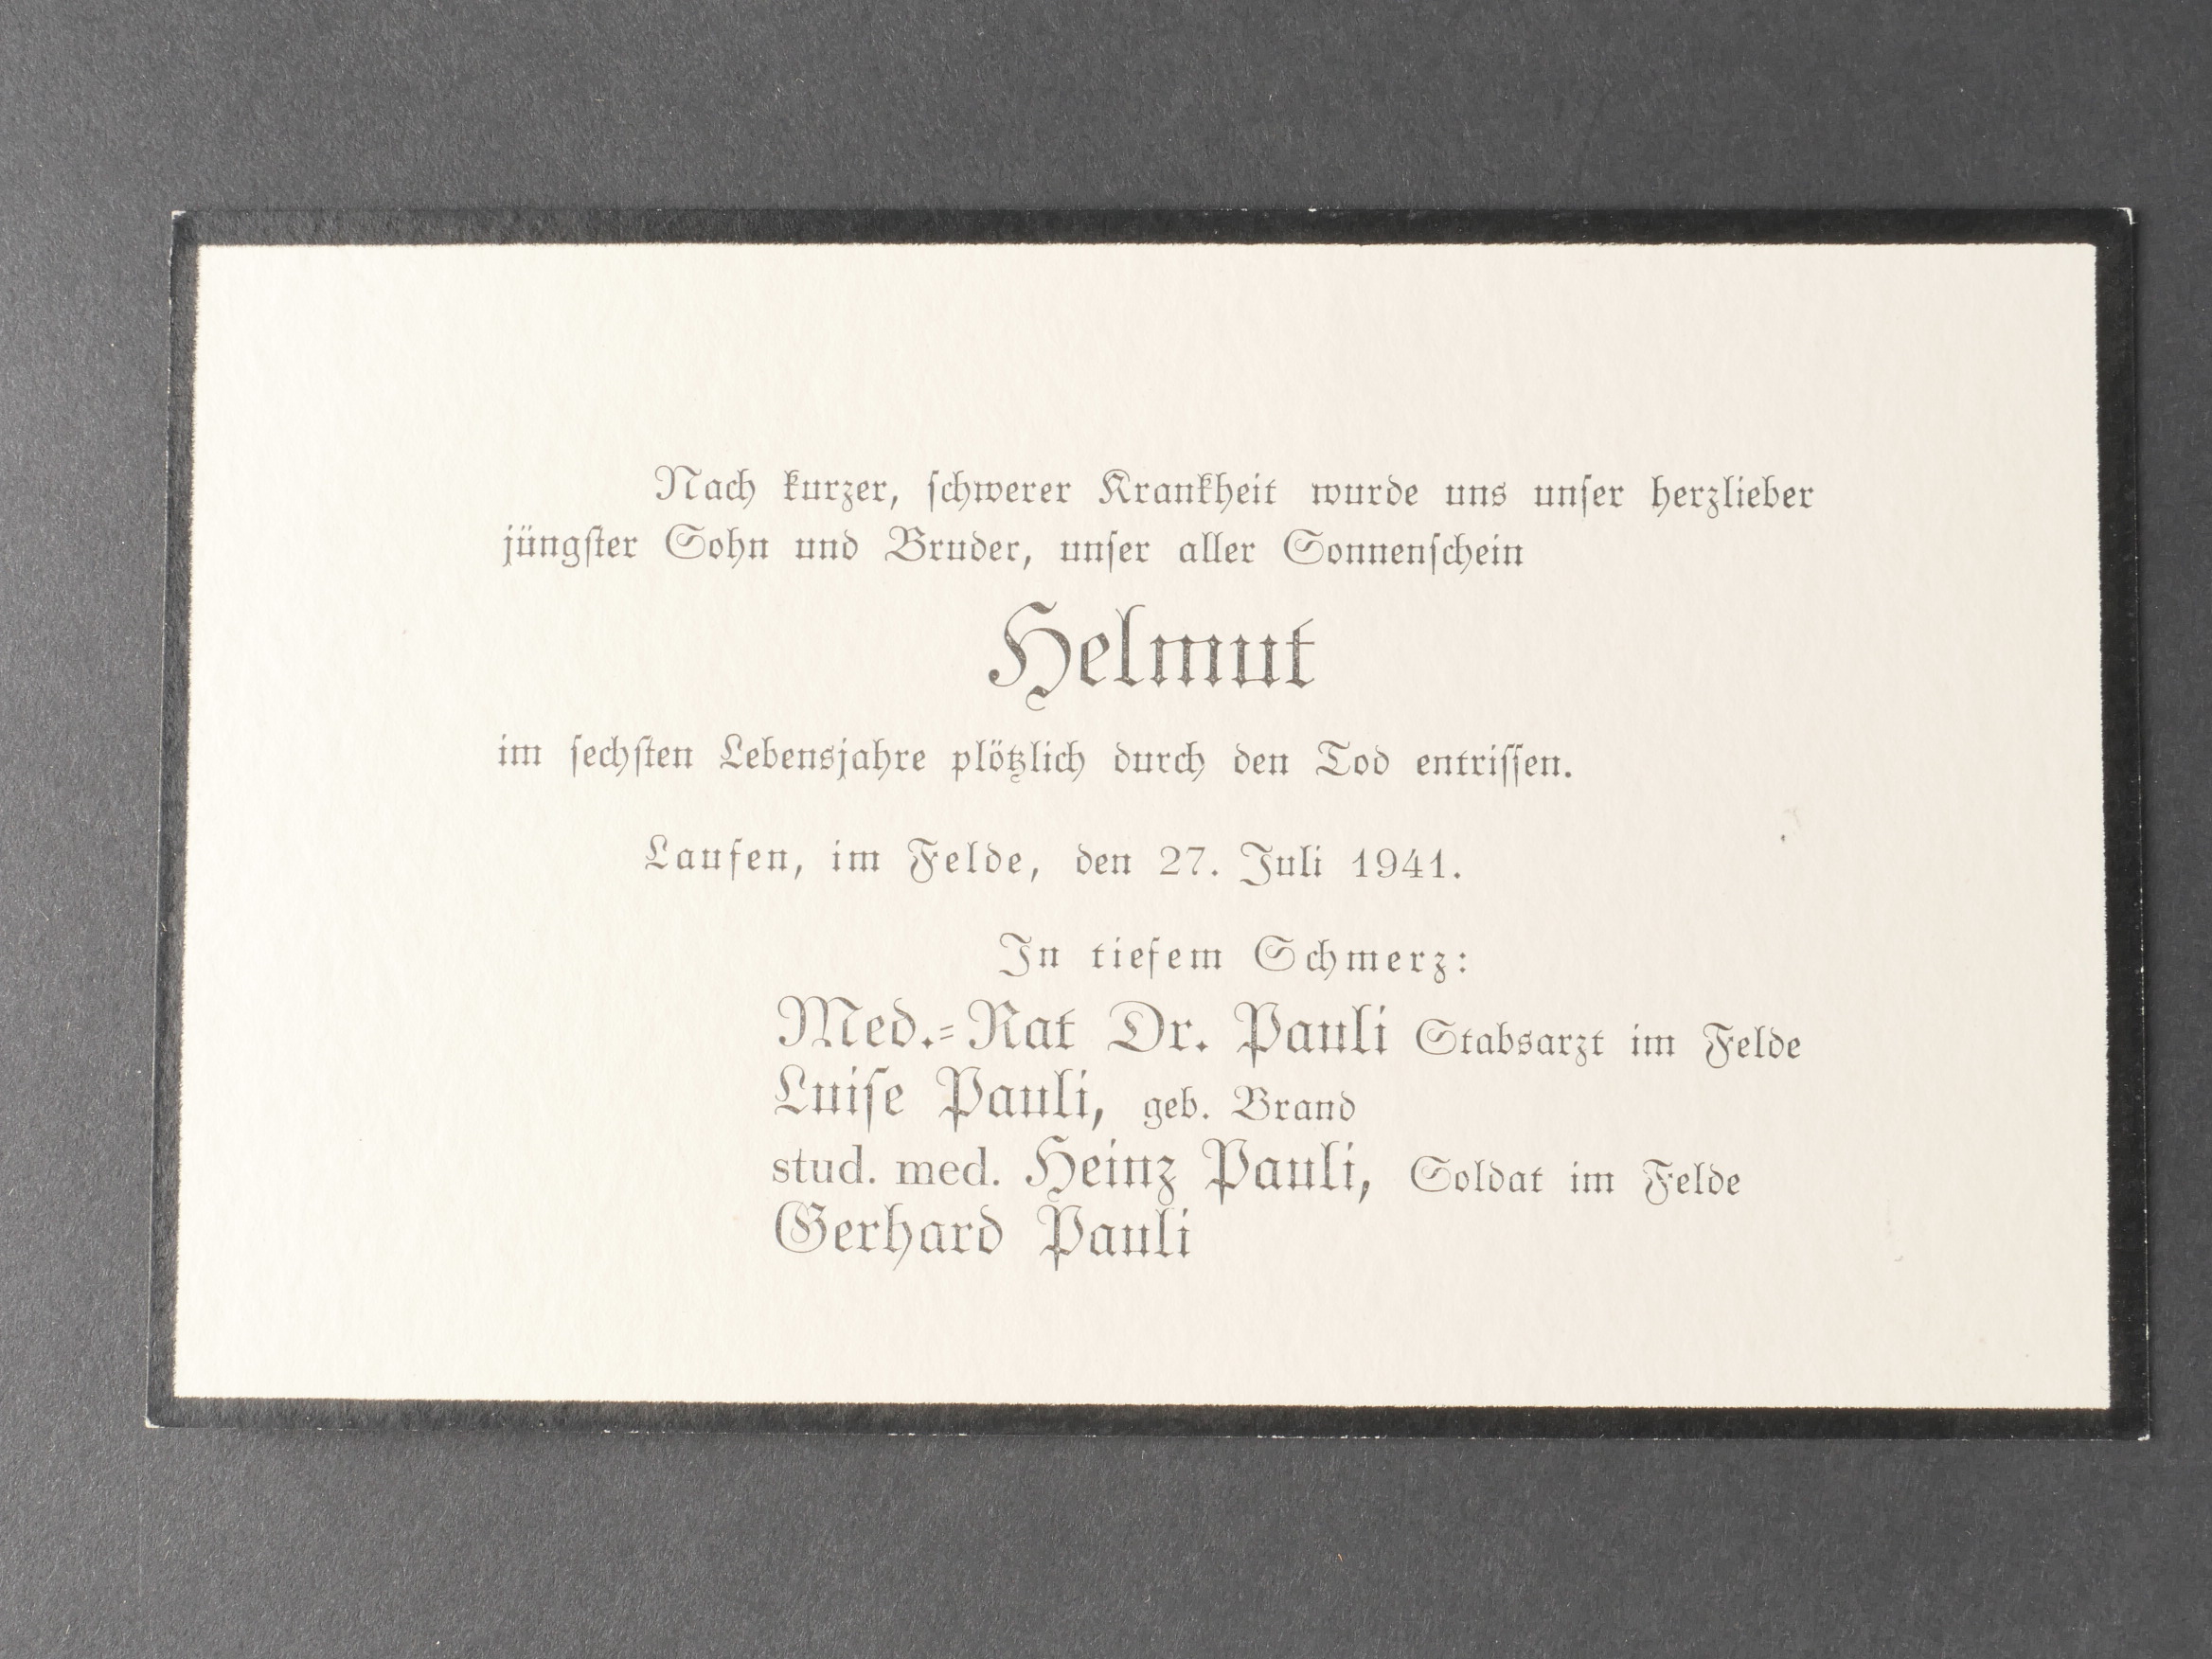 Nach kurzer, schwerer Krankheit wurde uns unser herzlieber
jüngster Sohn und Bruder, unser aller Sonnenschein
Helmut
im sechsten Lebensjahre plötzlich durch den Tod entrissen.
Laufen, im Felde, den 27. Juli 1941.
In tiefem Schmerz:
Med.-Rat Dr. Pauli Stabsarzt im Felde
Luise Pauli, geb. Brand
stud. med. Heinz Pauli, Soldat im Felde
Gerhard Pauli